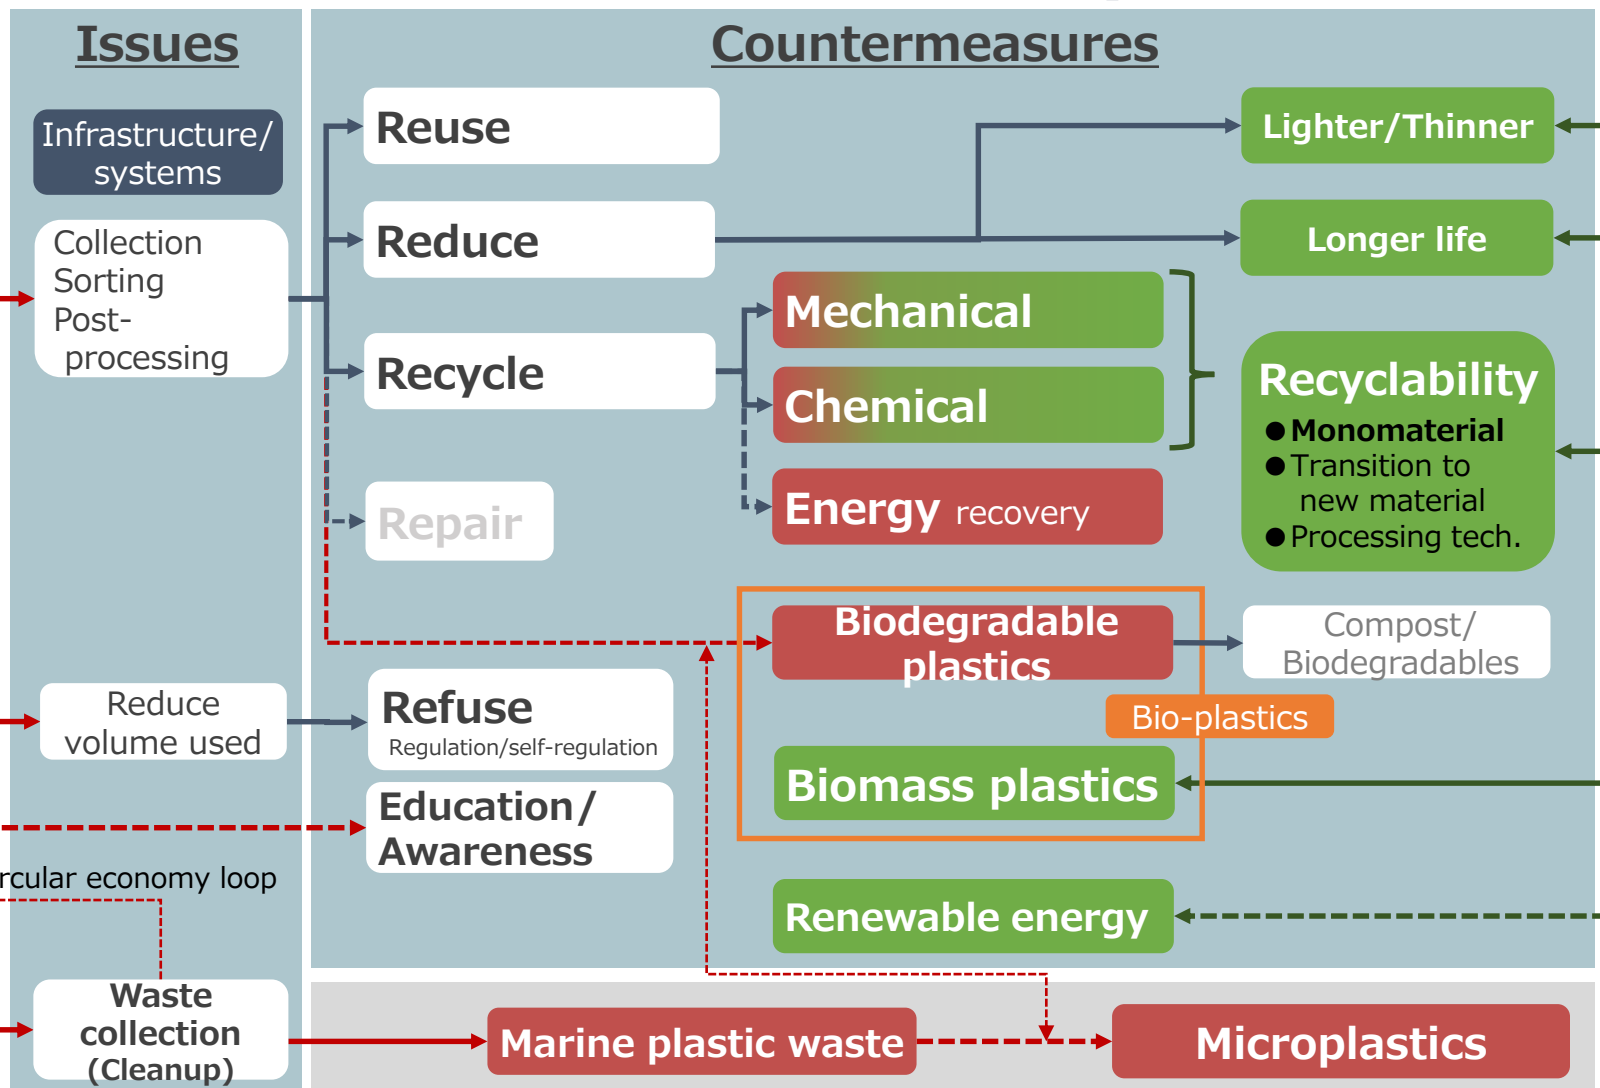 Issues
Countermeasures
Infrastructure/
systems
Collection
Sorting
Post-
processing
Reuse
Reduce
Recycle
Repair
Mechanical
Chemical
Energy recovery
Lighter/Thinner
Longer life
Recyclability
●Monomaterial
●Transition to
new material
●Processing tech.
Biodegradable
plastics
Compost/
Biodegradables
Bio-plastics
Biomass plastics
Reduce
volume used
Refuse
Regulation/self-regulation
Education/
Awareness
rcular economy loop
Renewable energy
Waste
collection
(Cleanup)
Marine plastic waste
Microplastics